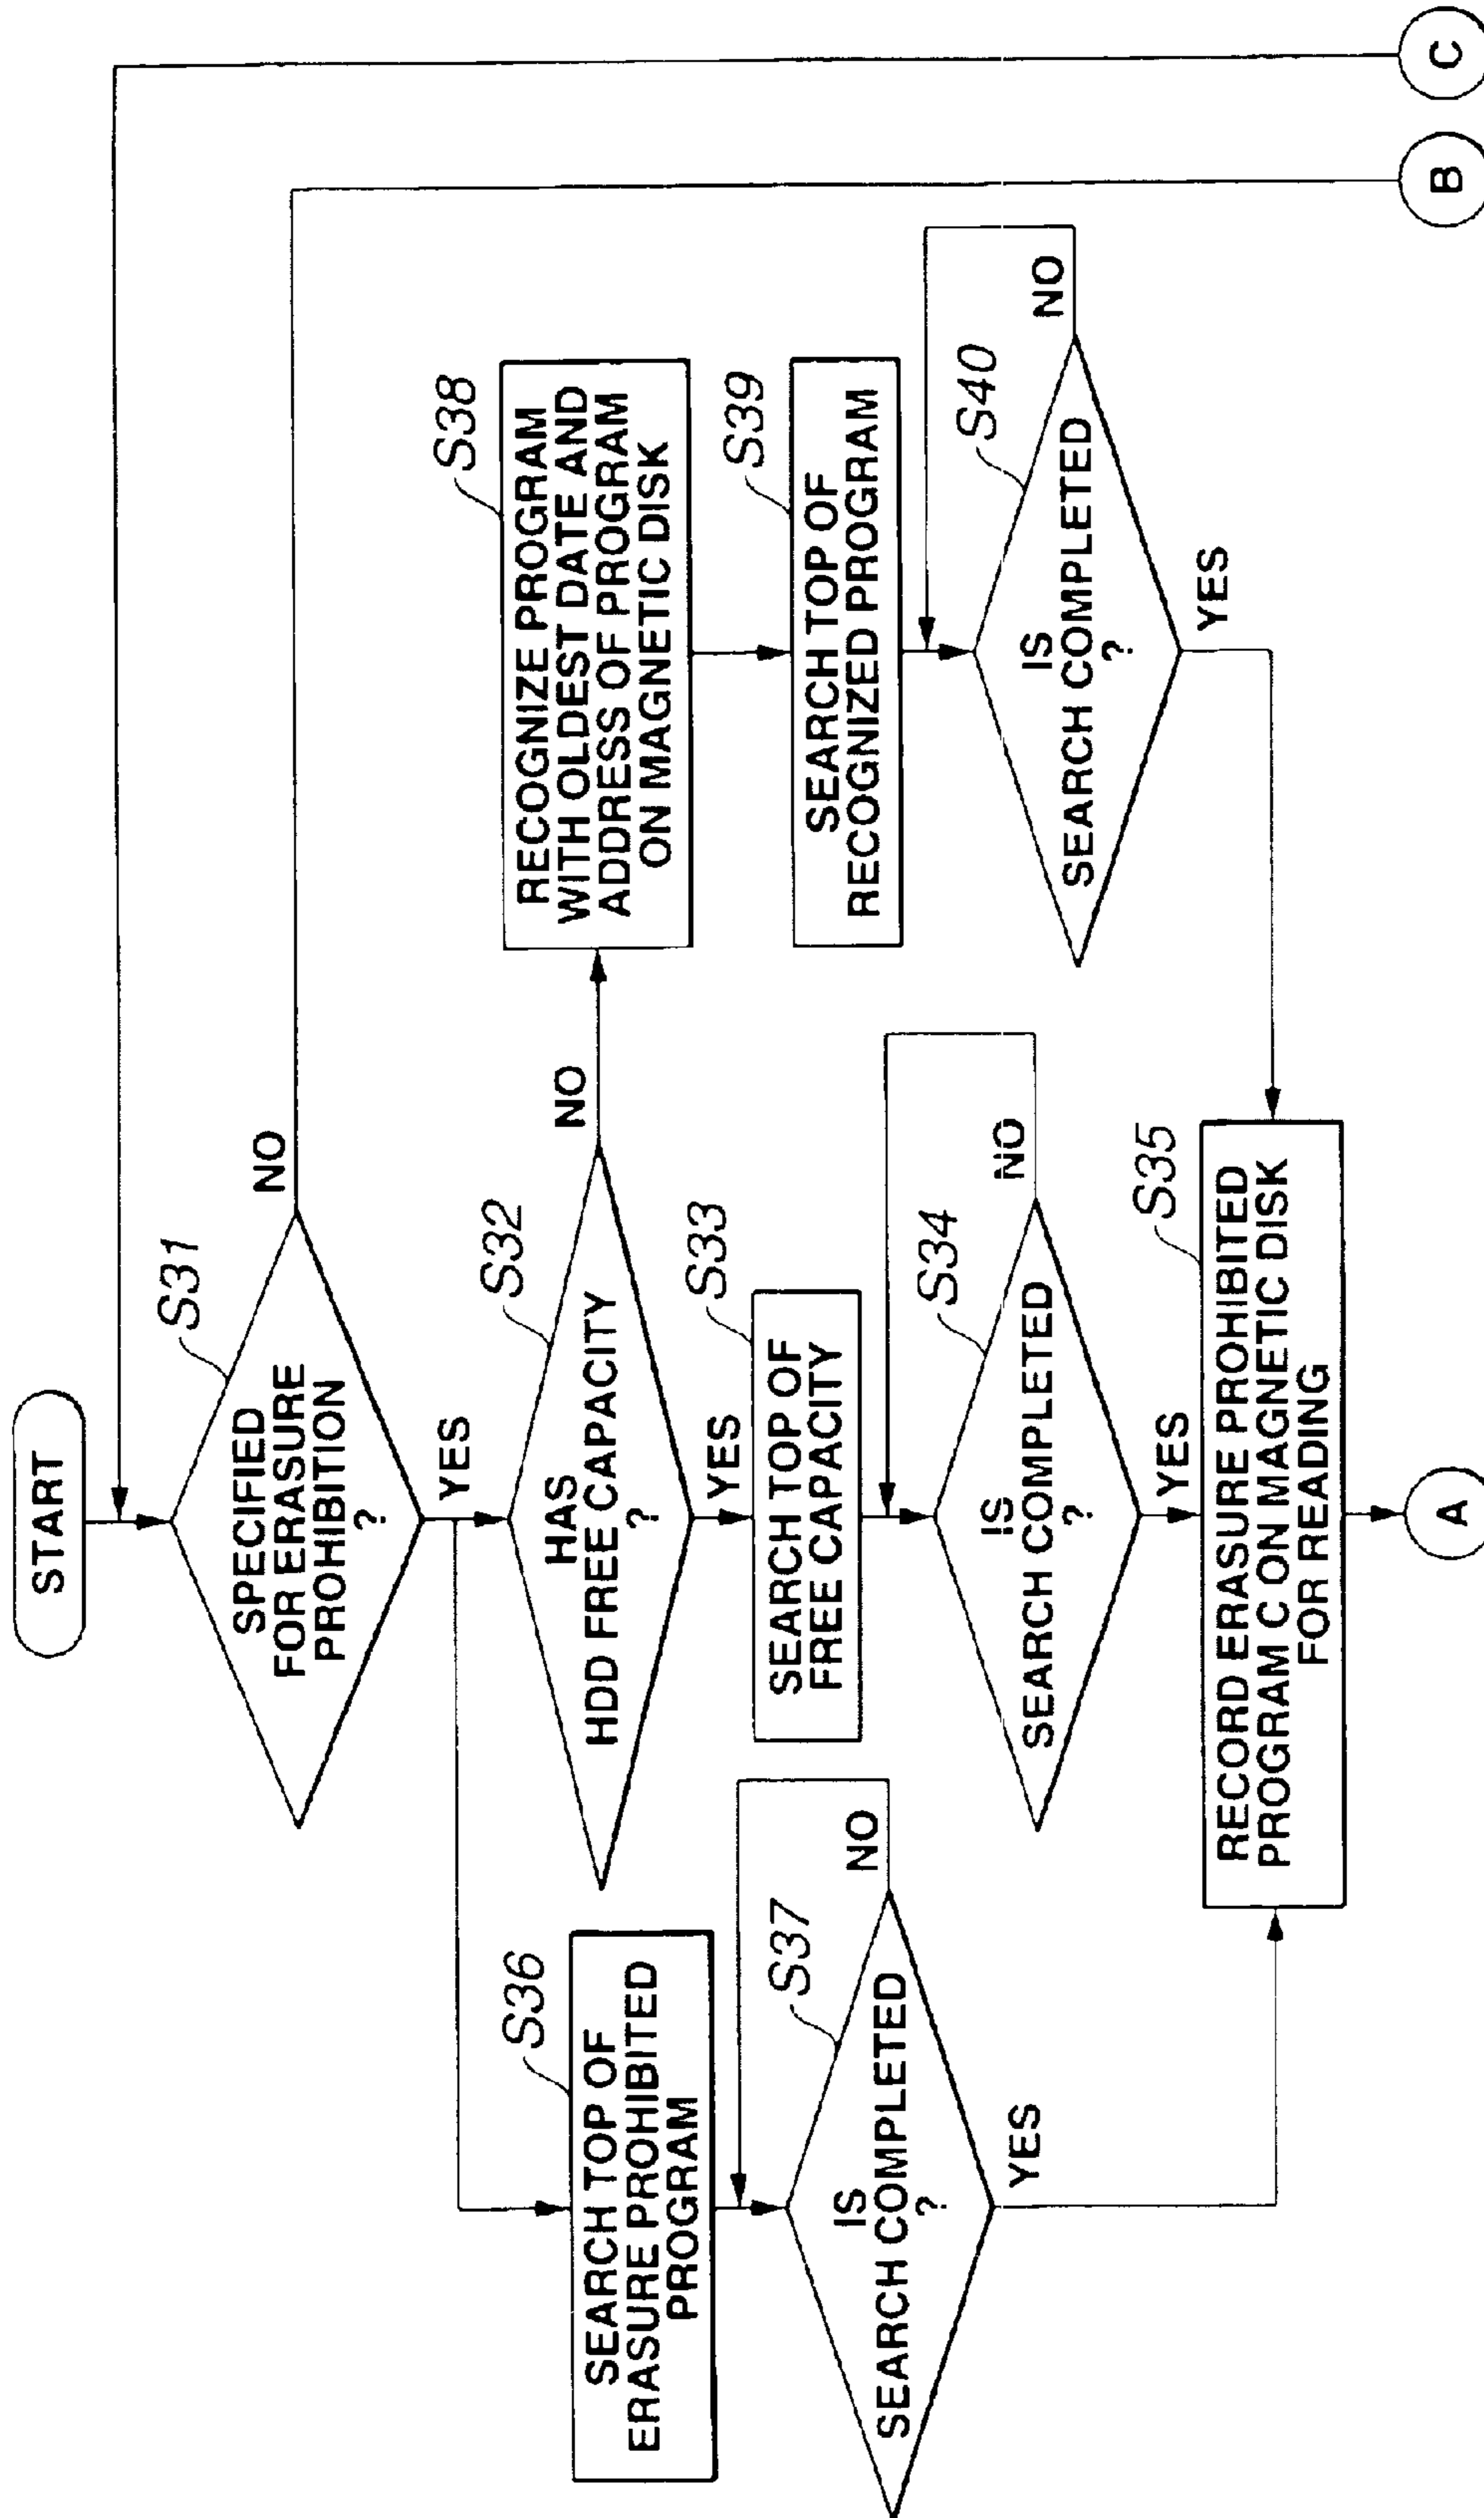 START
S31
SPECIFIED
FOR ERASURE
PROHIBITION
?
NO
YES
S32
HAS
HDD FREE CAPACITY
?
NO
YES
S33
SEARCH TOP OF
FREE CAPACITY
S34
IS
SEARCH COMPLETED
?
NO
YES
S35
RECORD ERASURE PROHIBITED
PROGRAM C ON MAGNETIC DISK
FOR READING
S36
SEARCH TOP OF
ERASURE PROHIBITED
PROGRAM
S37
IS
SEARCH COMPLETED
?
NO
YES
S38
RECOGNIZE PROGRAM
WITH OLDEST DATE AND
ADDRESS OF PROGRAM
ON MAGNETIC DISK
S39
SEARCH TOP OF
RECOGNIZED PROGRAM
S40
IS
SEARCH COMPLETED
?
NO
YES
A
B
C